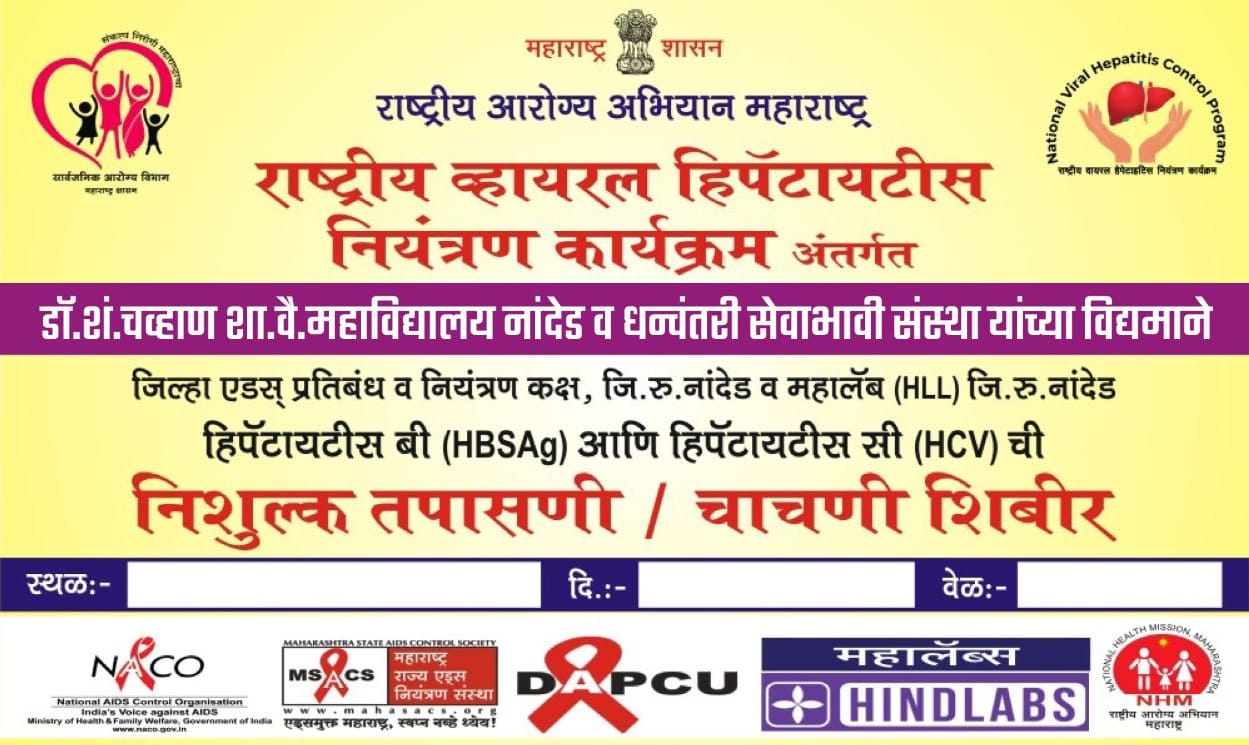 संकल्प निरोगी महाराष्ट्राचा
सार्वजनिक आरोग्य विभाग
महाराष्ट्र शासन
महाराष्ट्र शासन
राष्ट्रीय आरोग्य अभियान महाराष्ट्र
National Viral Hepatitis Control Program
राष्ट्रीय वायरल हेपेटाइटिस नियंत्रण कार्यक्रम
राष्ट्रीय व्हायरल हिपॅटायटीस
नियंत्रण कार्यक्रम अंतर्गत
डॉ.शं.चव्हाण शा.वै.महाविद्यालय नांदेड व धन्वंतरी सेवाभावी संस्था यांच्या विद्यमाने
जिल्हा एडस् प्रतिबंध व नियंत्रण कक्ष, जि.रु.नांदेड व महालॅब (HLL) जि.रु.नांदेड
हिपॅटायटीस बी (HBSAg) आणि हिपॅटायटीस सी (HCV) ची
निशुल्क तपासणी / चाचणी शिबीर
स्थळ:- दि.:- वेळ:-
NACO
National AIDS Control Organisation
India's Voice against AIDS
Ministry of Health & Family Welfare, Government of India
www.naco.gov.in
MAHARASHTRA STATE AIDS CONTROL SOCIETY
MSACS
महाराष्ट्र
राज्य एड्स
नियंत्रण संस्था
www.mahasacs.org
एड्समुक्त महाराष्ट्र, स्वप्न नव्हे ध्येय!
DAPCU
महालॅब्स
HINDLABS
NATIONAL HEALTH MISSION, MAHARASHTRA
NHM
राष्ट्रीय आरोग्य अभियान
महाराष्ट्र